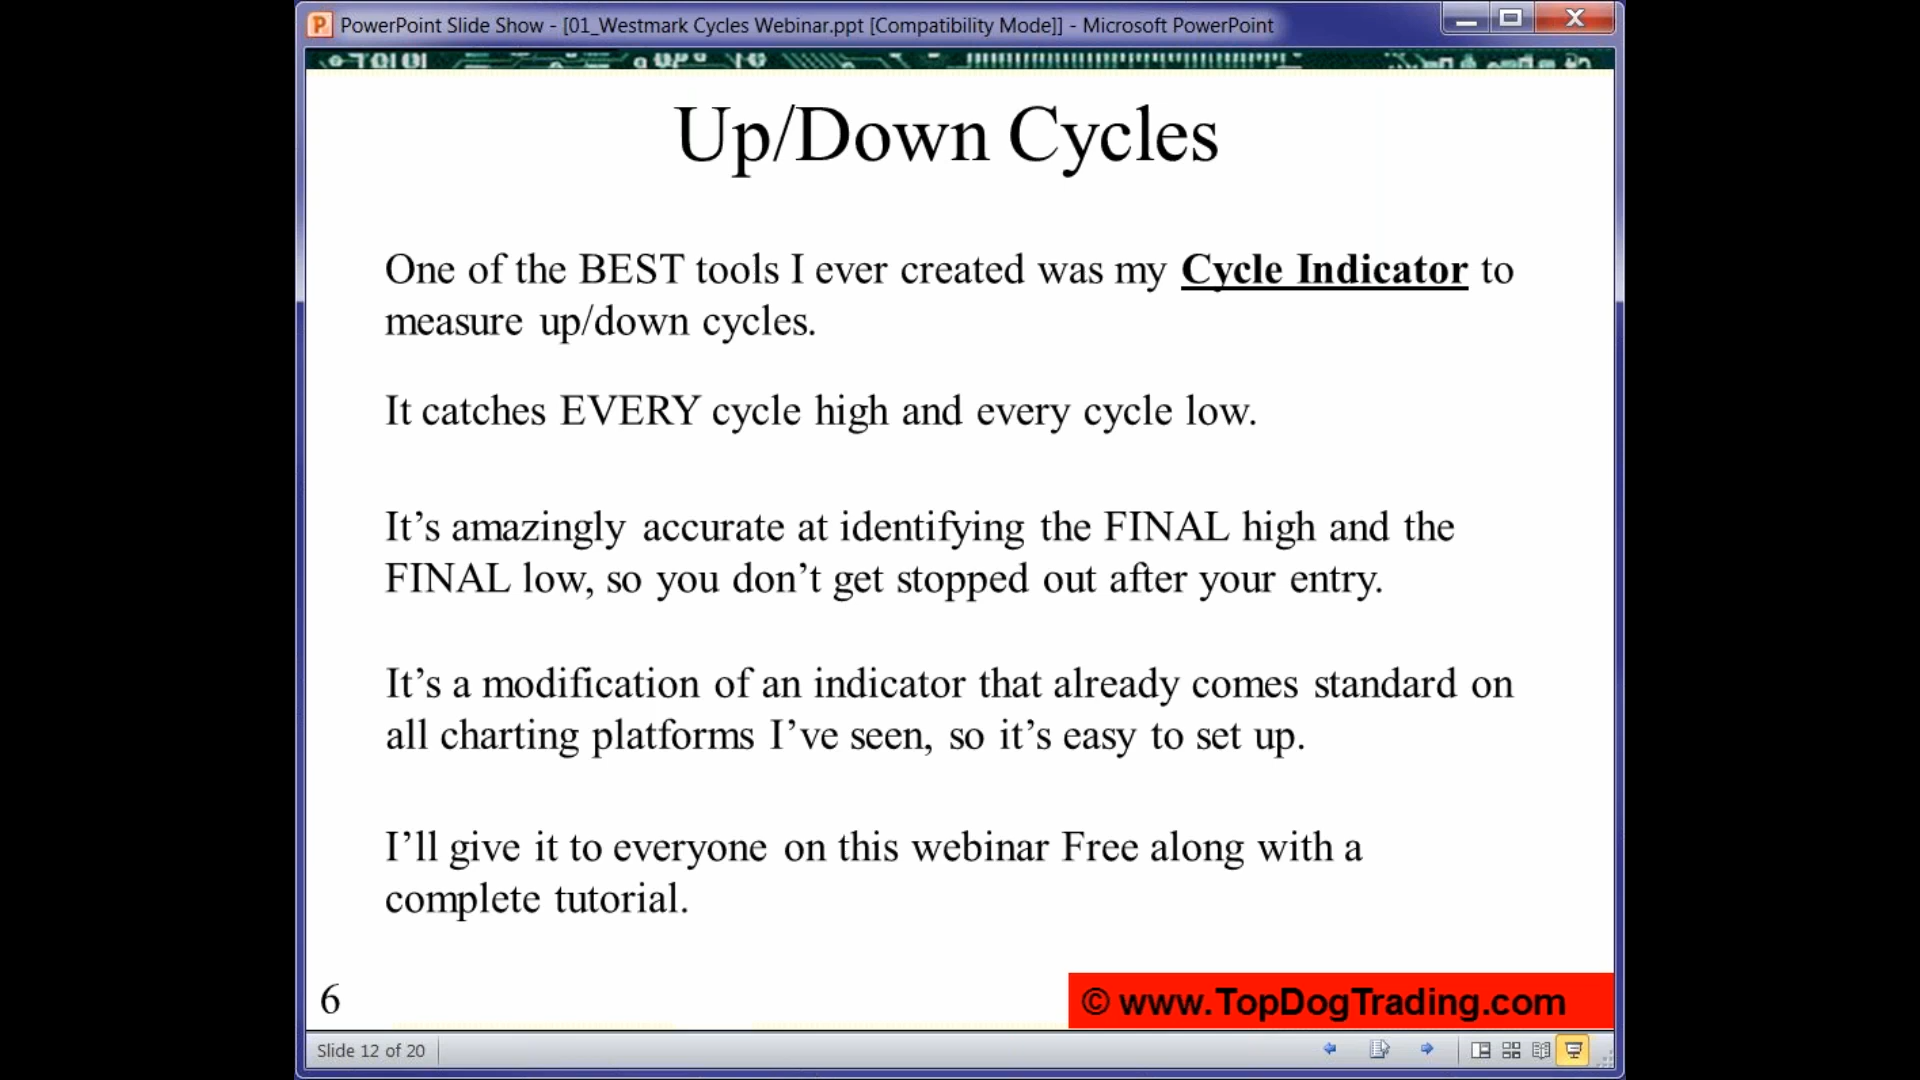 PowerPoint Slide Show - [01_Westmark Cycles Webinar.ppt [Compatibility Mode]] - Microsoft PowerPoint
Up/Down Cycles
One of the BEST tools I ever created was my Cycle Indicator to
measure up/down cycles.
It catches EVERY cycle high and every cycle low.
It’s amazingly accurate at identifying the FINAL high and the
FINAL low, so you don’t get stopped out after your entry.
It’s a modification of an indicator that already comes standard on
all charting platforms I’ve seen, so it’s easy to set up.
I’ll give it to everyone on this webinar Free along with a
complete tutorial.
6
© www.TopDogTrading.com
Slide 12 of 20